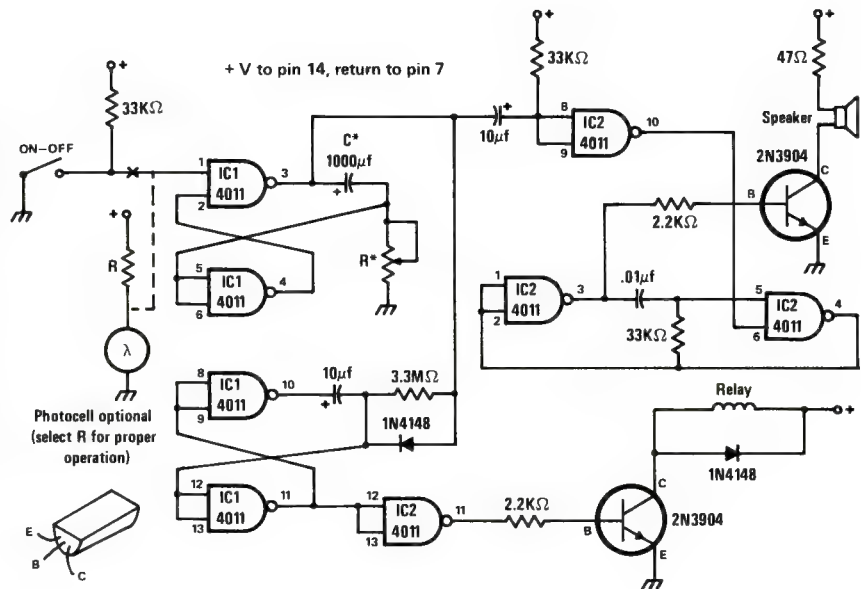 + V to pin 14, return to pin 7
+
33KΩ
ON–OFF
1
2
IC1
4011
3
C*
1000µf
+
R*
5
6
IC1
4011
4
+
R
λ
Photocell optional
(select R for proper
operation)
E
B
C
8
9
IC1
4011
10
10µf
+
3.3MΩ
1N4148
12
13
IC1
4011
11
12
13
IC2
4011
11
2.2KΩ
B
C
E
2N3904
Relay
+
1N4148
+
33KΩ
+
10µf
8
9
IC2
4011
10
+
47Ω
Speaker
2N3904
B
C
E
2.2KΩ
1
2
IC2
4011
3
.01µf
33KΩ
5
6
IC2
4011
4